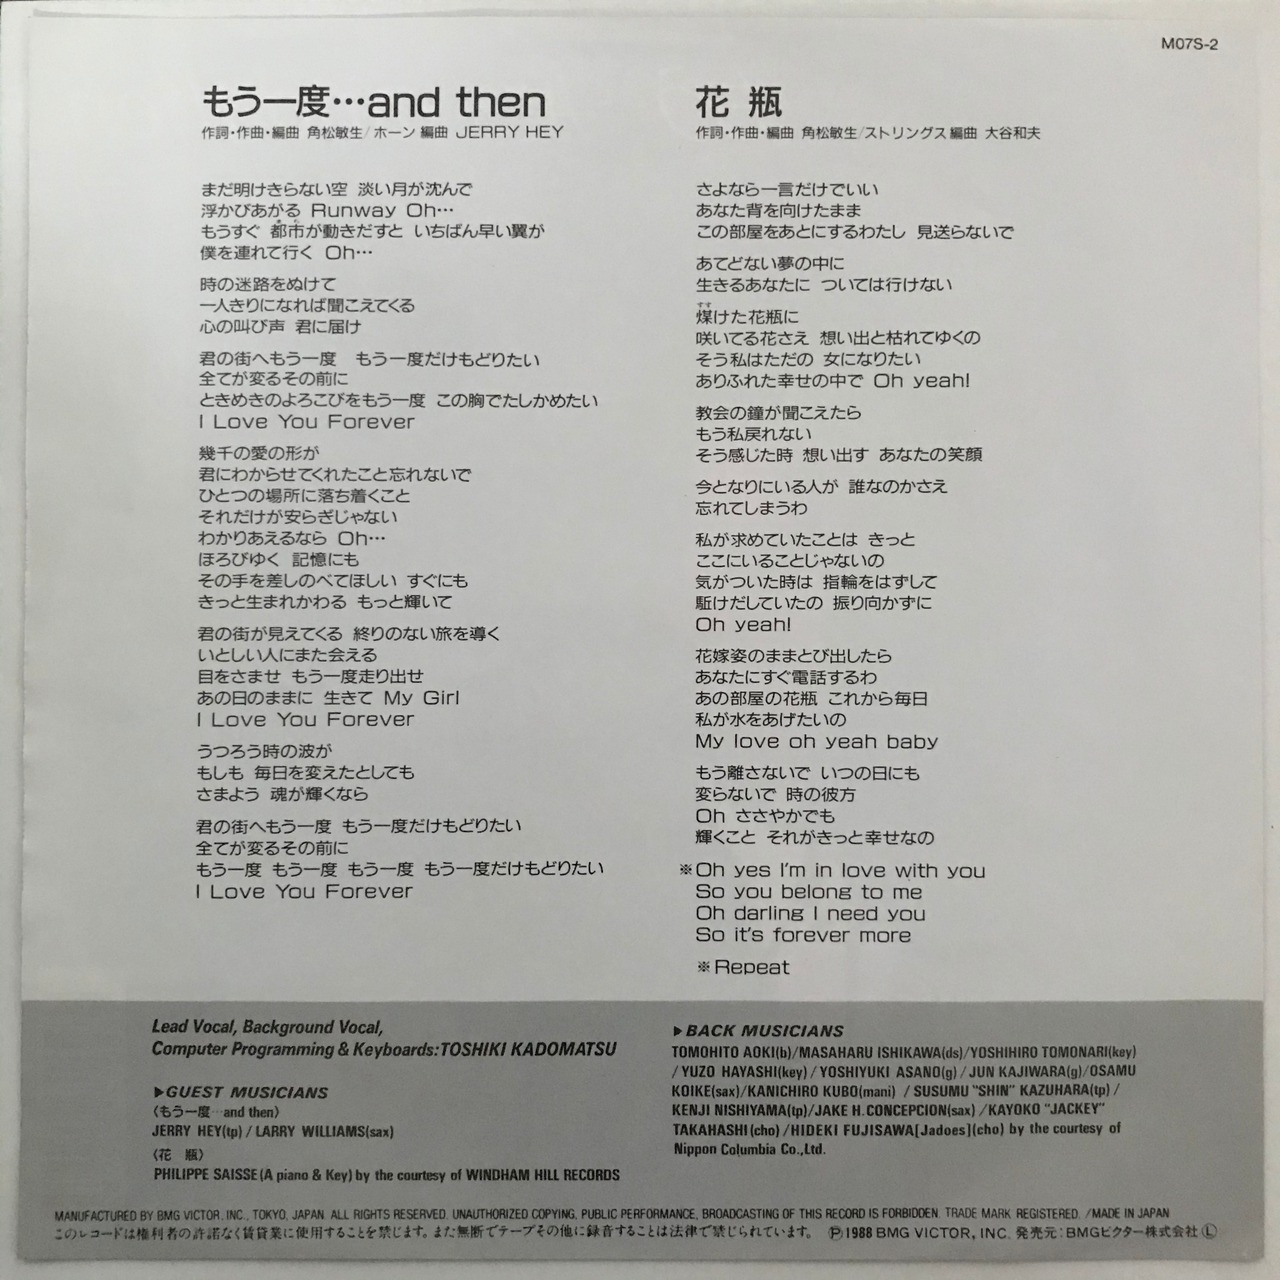 M07S-2
もう一度…and then
作詞・作曲・編曲 角松敏生/ホーン 編曲 JERRY HEY
まだ明けきらない空 淡い月が沈んで
浮かびあがる Runway Oh…
もうすぐ 都市が動きだすと いちばん早い翼が
僕を連れて行く Oh…
時の迷路をぬけて
一人きりになれば聞こえてくる
心の叫び声 君に届け
君の街へもう一度 もう一度だけもどりたい
全てが変るその前に
ときめきのよろこびをもう一度 この胸でたしかめたい
I Love You Forever
幾千の愛の形が
君にわからせてくれたこと忘れないで
ひとつの場所に落ち着くこと
それだけが安らぎじゃない
わかりあえるなら Oh…
ほろびゆく 記憶にも
その手を差しのべてほしい すぐにも
きっと生まれかわる もっと輝いて
君の街が見えてくる 終りのない旅を導く
いとしい人にまた会える
目をさませ もう一度走り出せ
あの日のままに 生きて My Girl
I Love You Forever
うつろう時の波が
もしも 毎日を変えたとしても
さまよう 魂が輝くなら
君の街へもう一度 もう一度だけもどりたい
全てが変るその前に
もう一度 もう一度 もう一度 もう一度だけもどりたい
I Love You Forever
花 瓶
作詞・作曲・編曲 角松敏生/ストリングス編曲 大谷和夫
さよなら一言だけでいい
あなた背を向けたまま
この部屋をあとにするわたし 見送らないで
あてどない夢の中に
生きるあなたに ついては行けない
すす
煤けた花瓶に
咲いてる花さえ 想い出と枯れてゆくの
そう私はただの 女になりたい
ありふれた幸せの中で Oh yeah!
教会の鐘が聞こえたら
もう私戻れない
そう感じた時 想い出す あなたの笑顔
今となりにいる人が 誰なのかさえ
忘れてしまうわ
私が求めていたことは きっと
ここにいることじゃないの
気がついた時は 指輪をはずして
駈けだしていたの 振り向かずに
Oh yeah!
花嫁姿のままとび出したら
あなたにすぐ電話するわ
あの部屋の花瓶 これから毎日
私が水をあげたいの
My love oh yeah baby
もう離さないで いつの日にも
変らないで 時の彼方
Oh ささやかでも
輝くこと それがきっと幸せなの
※Oh yes I'm in love with you
So you belong to me
Oh darling I need you
So it's forever more
※Repeat
Lead Vocal, Background Vocal,
Computer Programming & Keyboards: TOSHIKI KADOMATSU
▶GUEST MUSICIANS
〈もう一度…and then〉
JERRY HEY(tp) / LARRY WILLIAMS(sax)
〈花 瓶〉
PHILIPPE SAISSE (A piano & Key) by the courtesy of WINDHAM HILL RECORDS
▶BACK MUSICIANS
TOMOHITO AOKI(b)/MASAHARU ISHIKAWA(ds)/YOSHIHIRO TOMONARI(key)
/ YUZO HAYASHI(key) / YOSHIYUKI ASANO(g) / JUN KAJIWARA(g)/OSAMU
KOIKE(sax)/KANICHIRO KUBO(mani) / SUSUMU "SHIN" KAZUHARA(tp) /
KENJI NISHIYAMA(tp)/JAKE H. CONCEPCION(sax) /KAYOKO "JACKEY"
TAKAHASHI(cho) /HIDEKI FUJISAWA[Jadoes](cho) by the courtesy of
Nippon Columbia Co.,Ltd.
MANUFACTURED BY BMG VICTOR, INC., TOKYO, JAPAN. ALL RIGHTS RESERVED. UNAUTHORIZED COPYING, PUBLIC PERFORMANCE, BROADCASTING OF THIS RECORD IS FORBIDDEN. TRADE MARK REGISTERED. /MADE IN JAPAN
このレコードは権利者の許諾なく賃貸業に使用することを禁じます。また無断でテープその他に録音することは法律で禁じられています。 Ⓟ1988 BMG VICTOR, INC. 発売元:BMGビクター株式会社 Ⓛ